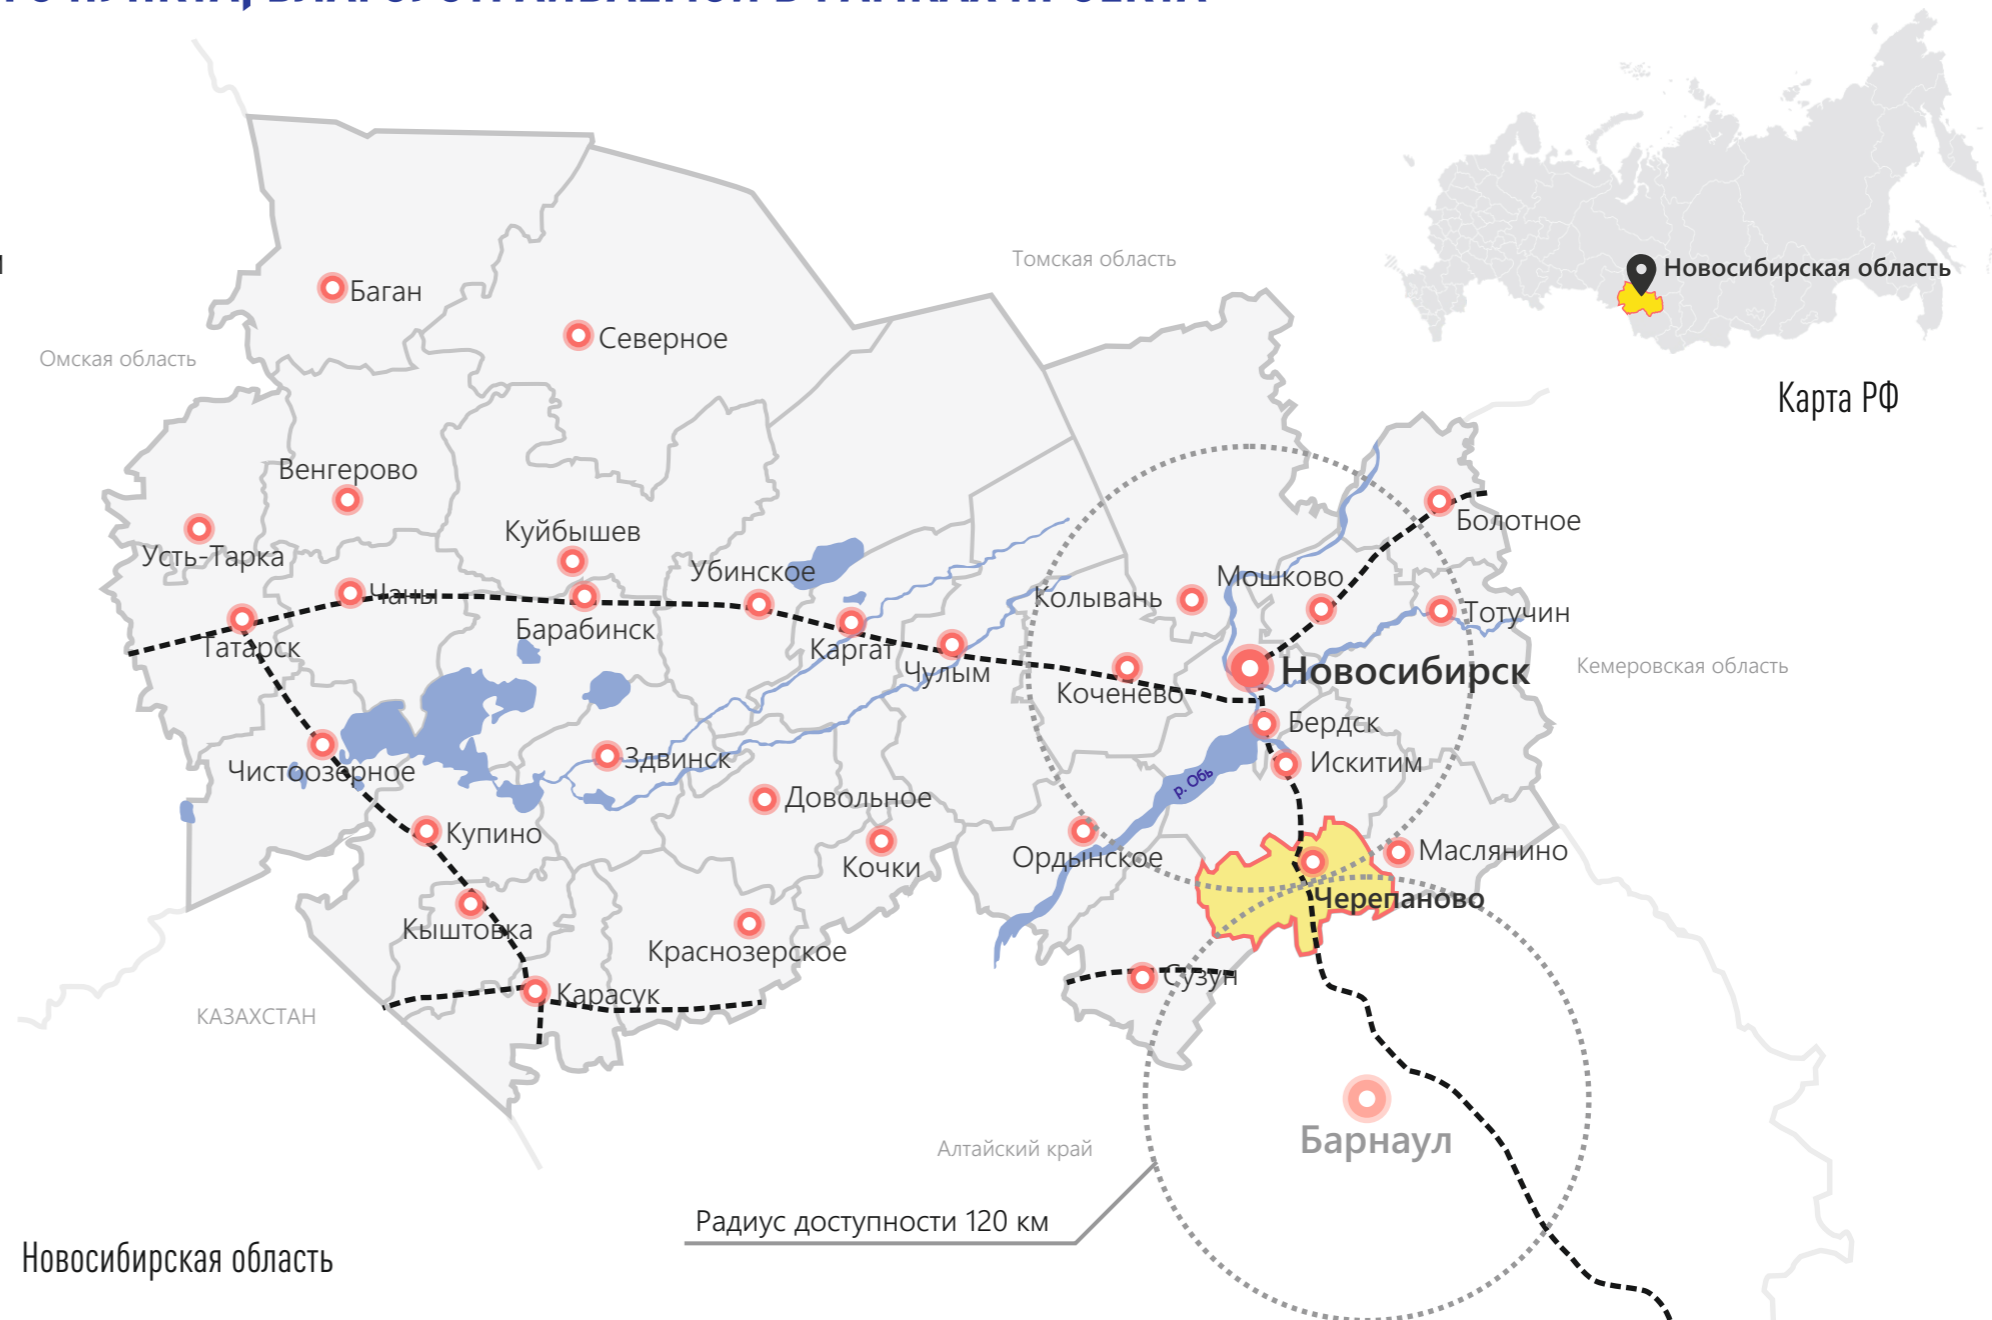 Томская область
Новосибирская область
Баган
Северное
Омская область
Карта РФ
Венгерово
Куйбышев
Болотное
Усть-Тарка
Убинское
Мошково
Чаны
Колывань
Тотучин
Барабинск
Татарск
Каргат
Чулым
Новосибирск
Кемеровская область
Коченево
Бердск
Здвинск
Искитим
Чистоозерное
р. Обь
Довольное
Купино
Ордынское
Маслянино
Кочки
Черепаново
Кыштовка
Краснозерское
Сузун
Карасук
КАЗАХСТАН
Барнаул
Алтайский край
Радиус доступности 120 км
Новосибирская область